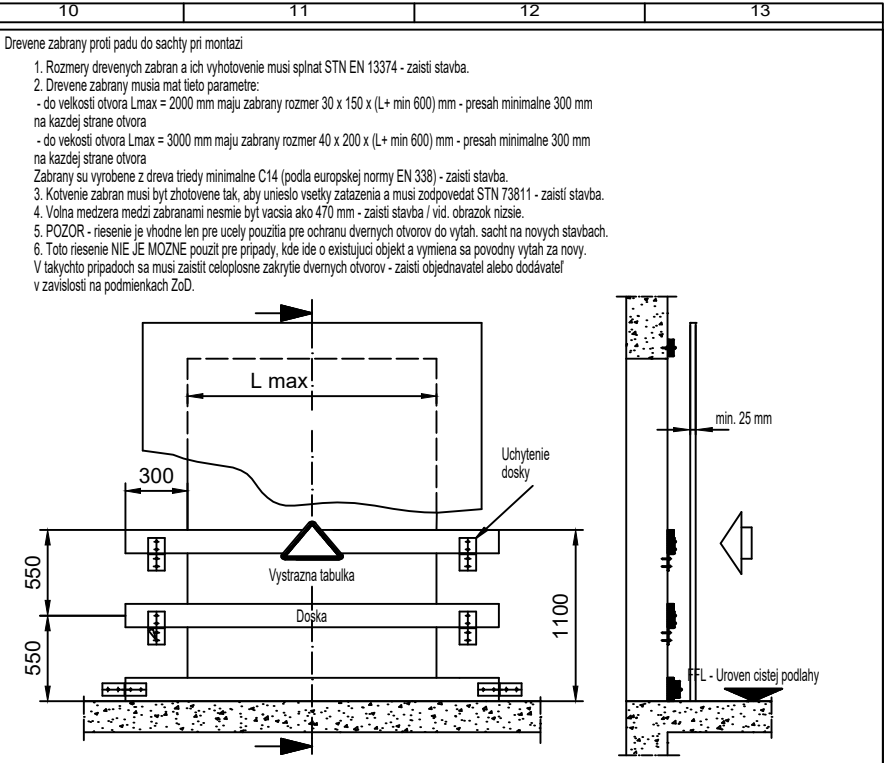 10 11 12 13
Drevene zabrany proti padu do sachty pri montazi
1. Rozmery drevenych zabran a ich vyhotovenie musi splnat STN EN 13374 - zaisti stavba.
2. Drevene zabrany musia mat tieto parametre:
- do velkosti otvora Lmax = 2000 mm maju zabrany rozmer 30 x 150 x (L+ min 600) mm - presah minimalne 300 mm
na kazdej strane otvora
- do vekosti otvora Lmax = 3000 mm maju zabrany rozmer 40 x 200 x (L+ min 600) mm - presah minimalne 300 mm
na kazdej strane otvora
Zabrany su vyrobene z dreva triedy minimalne C14 (podla europskej normy EN 338) - zaisti stavba.
3. Kotvenie zabran musi byt zhotovene tak, aby unieslo vsetky zatazenia a musi zodpovedat STN 73811 - zaistí stavba.
4. Volna medzera medzi zabranami nesmie byt vacsia ako 470 mm - zaisti stavba / vid. obrazok nizsie.
5. POZOR - riesenie je vhodne len pre ucely pouzitia pre ochranu dvernych otvorov do vytah. sacht na novych stavbach.
6. Toto riesenie NIE JE MOZNE pouzit pre pripady, kde ide o existujuci objekt a vymiena sa povodny vytah za novy.
V takychto pripadoch sa musi zaistit celoplosne zakrytie dvernych otvorov - zaisti objednavatel alebo dodávateľ
v zavislosti na podmienkach ZoD.
L max
min. 25 mm
Uchytenie
dosky
300
550
Vystrazna tabulka
Doska
1100
550
FFL - Uroven cistej podlahy